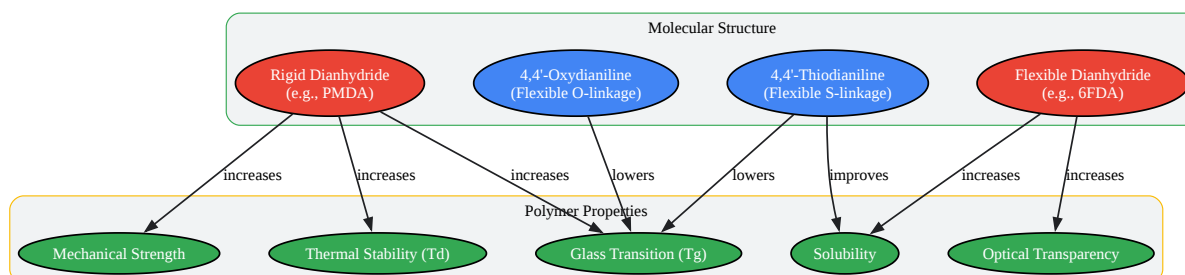 Molecular Structure
Rigid Dianhydride
(e.g., PMDA)
4,4'-Oxydianiline
(Flexible O-linkage)
4,4'-Thiodianiline
(Flexible S-linkage)
Flexible Dianhydride
(e.g., 6FDA)
increases
increases
increases
lowers
lowers
improves
increases
increases
Polymer Properties
Mechanical Strength
Thermal Stability (Td)
Glass Transition (Tg)
Solubility
Optical Transparency